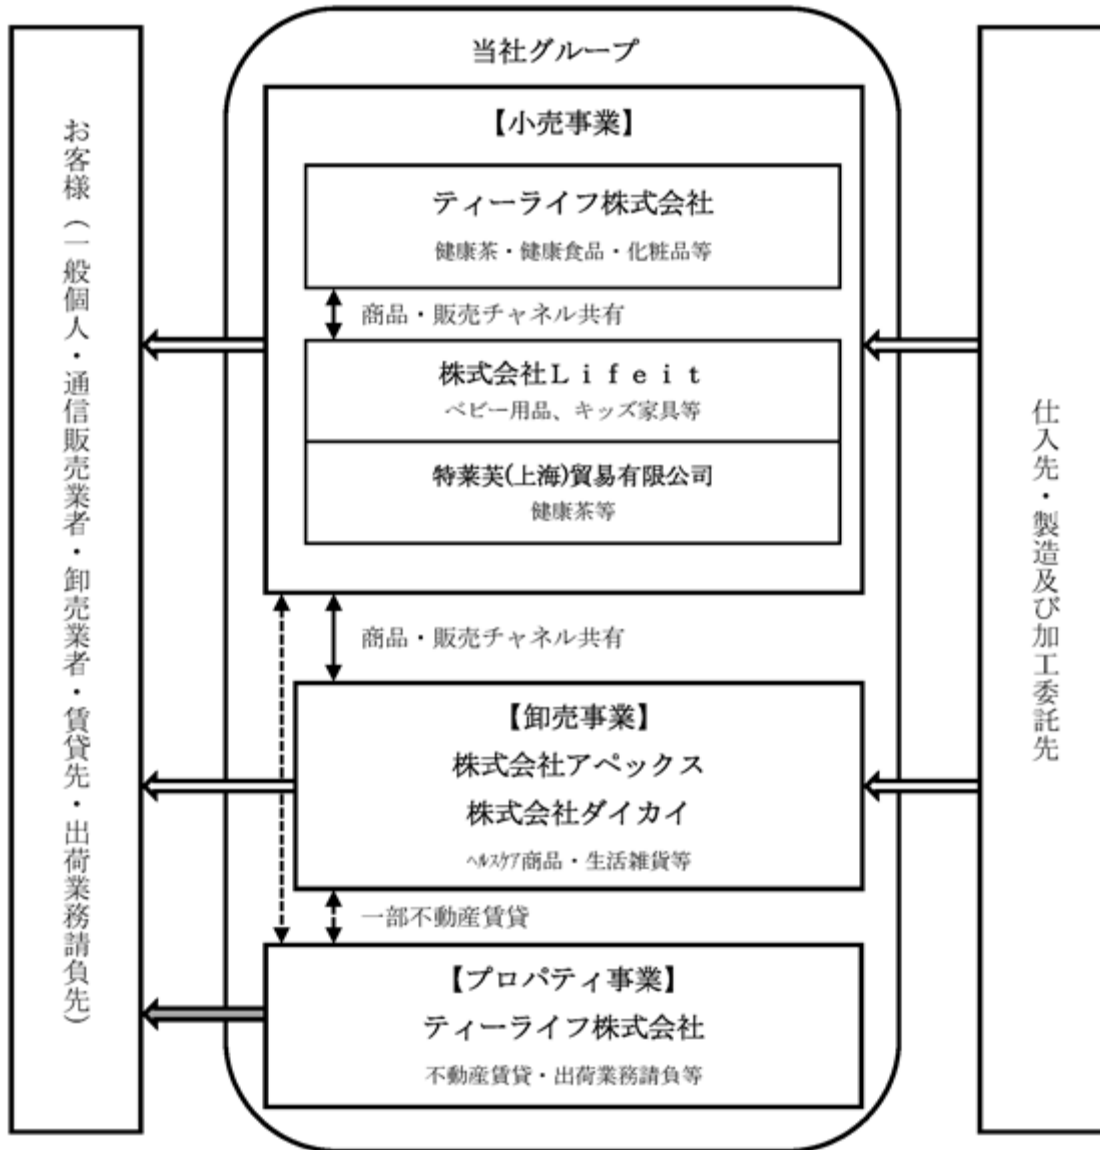 当社グループ
お客様（一般個人・通信販売業者・卸売業者・賃貸先・出荷業務請負先）
【小売事業】
ティーライフ株式会社
健康茶・健康食品・化粧品等
商品・販売チャネル共有
株式会社Ｌｉｆｅｉｔ
ベビー用品、キッズ家具等
特莱芙(上海)貿易有限公司
健康茶等
商品・販売チャネル共有
【卸売事業】
株式会社アペックス
株式会社ダイカイ
ﾍﾙｽｹｱ商品・生活雑貨等
一部不動産賃貸
【プロパティ事業】
ティーライフ株式会社
不動産賃貸・出荷業務請負等
仕入先・製造及び加工委託先